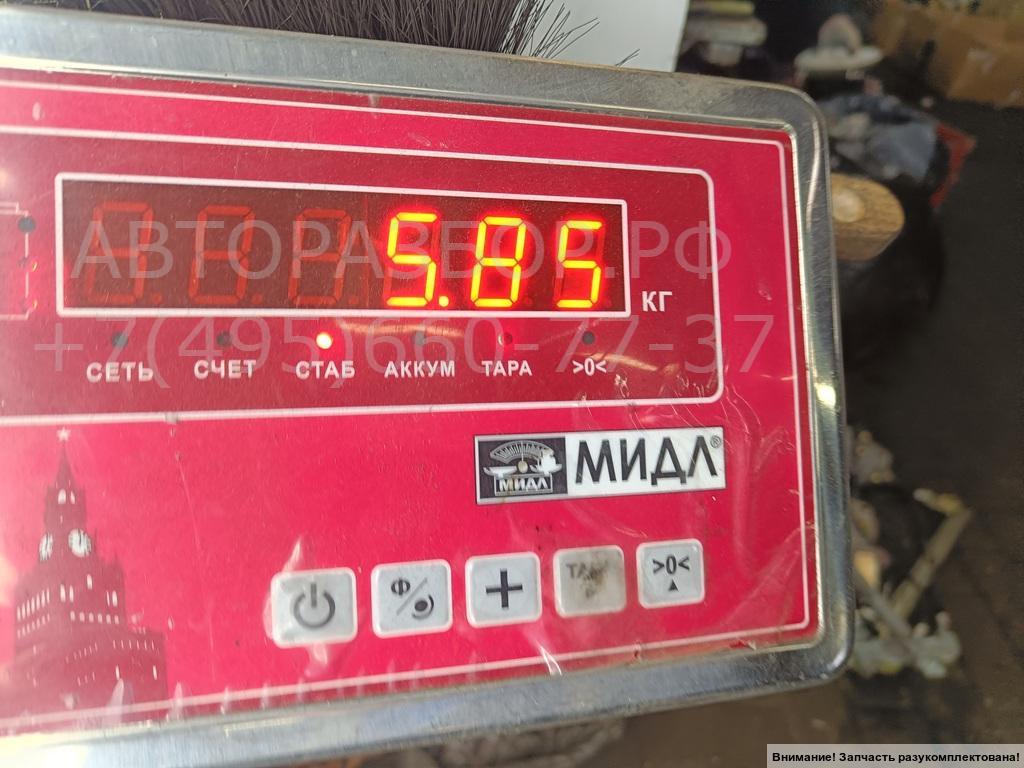 5.85
КГ
АВТОРАЗБОР.РФ
+7(495)660-77-37
СЕТЬ СЧЕТ СТАБ АККУМ ТАРА >0<
МИДЛ МИДЛ®
Ф + ТАРА >0<
Внимание! Запчасть разукомплектована!